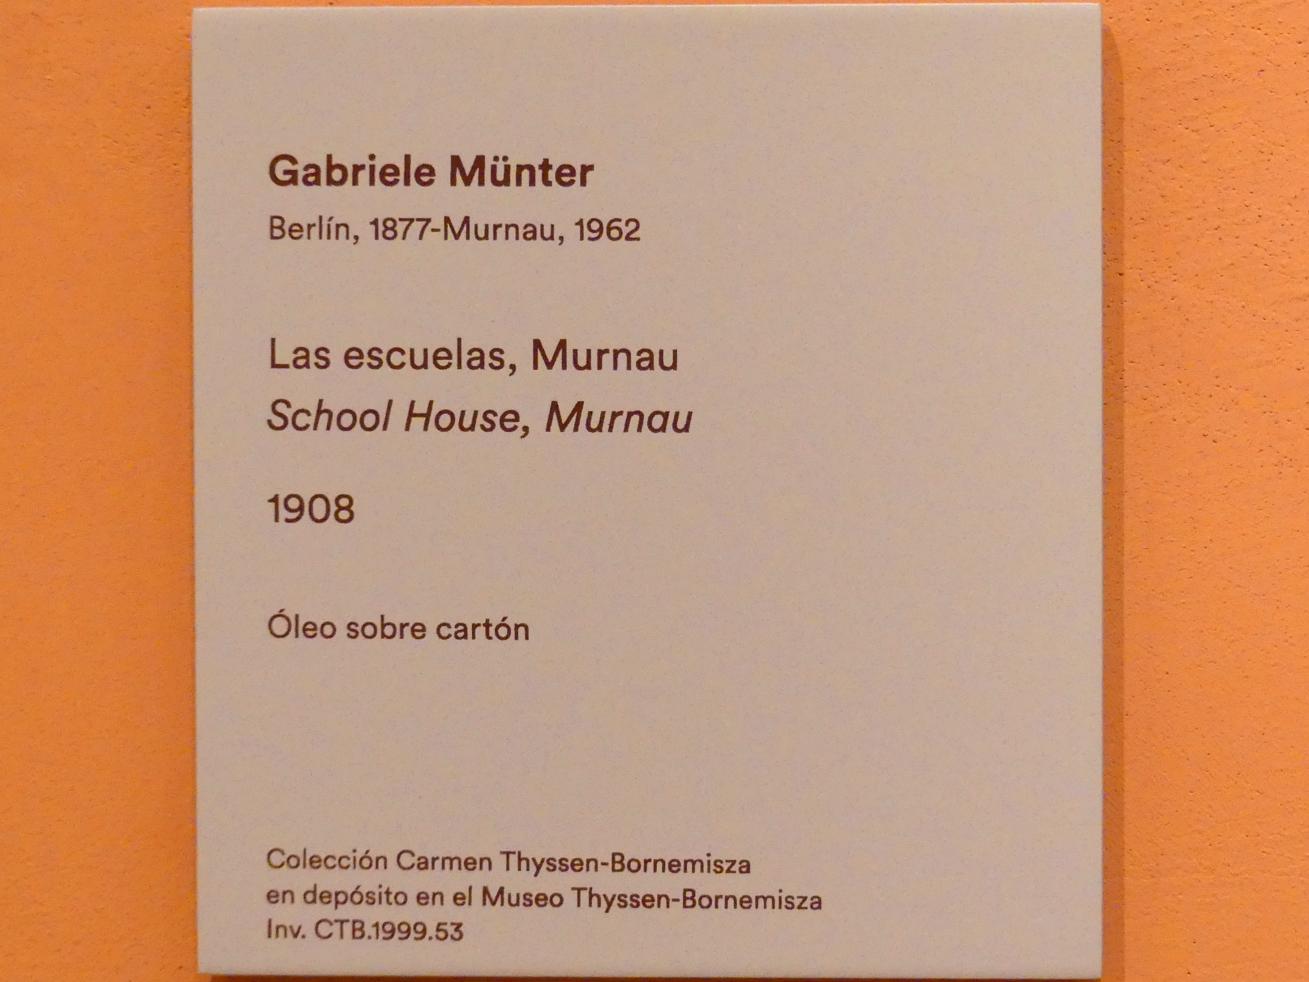 Gabriele Münter
Berlín, 1877-Murnau, 1962
Las escuelas, Murnau
School House, Murnau
1908
Óleo sobre cartón
Colección Carmen Thyssen-Bornemisza
en depósito en el Museo Thyssen-Bornemisza
Inv. CTB.1999.53